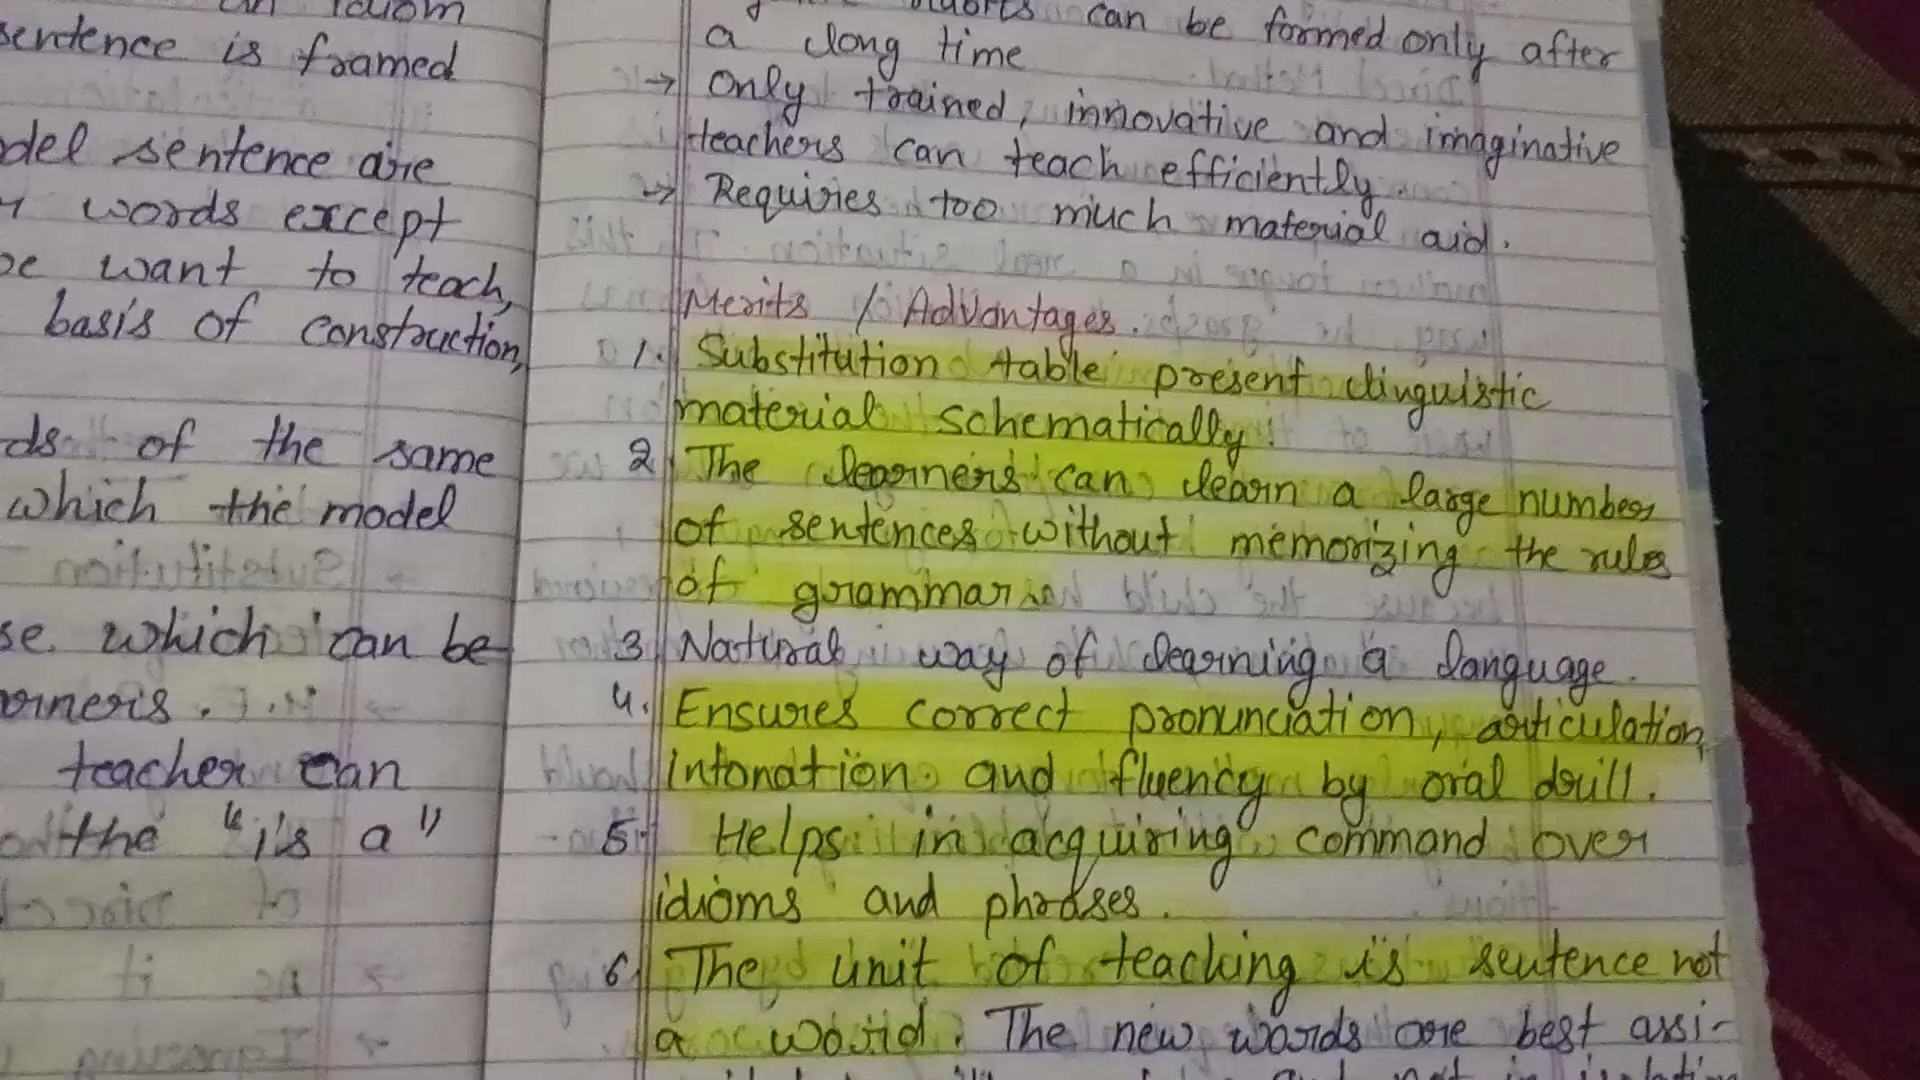 an idiom
sentence is framed
del sentence are
words except
want to teach,
basis of construction,
ds of the same
which the model
se which can be
rners.
teacher can
the "is a"
can be formed only after
a long time
→ Only trained, innovative and imaginative
teachers can teach efficiently
→ Requires too much material aid.
Merits / Advantages.
1. Substitution table present linguistic
material schematically.
2 The learners can learn a large number
of sentences without memorizing the rules
of grammar
3 Natural way of learning a language.
4. Ensures correct pronunciation, articulation,
intonation and fluency by oral drill.
5 Helps in acquiring command over
idioms and phrases.
6 The unit of teaching is sentence not
a word. The new words are best assi-